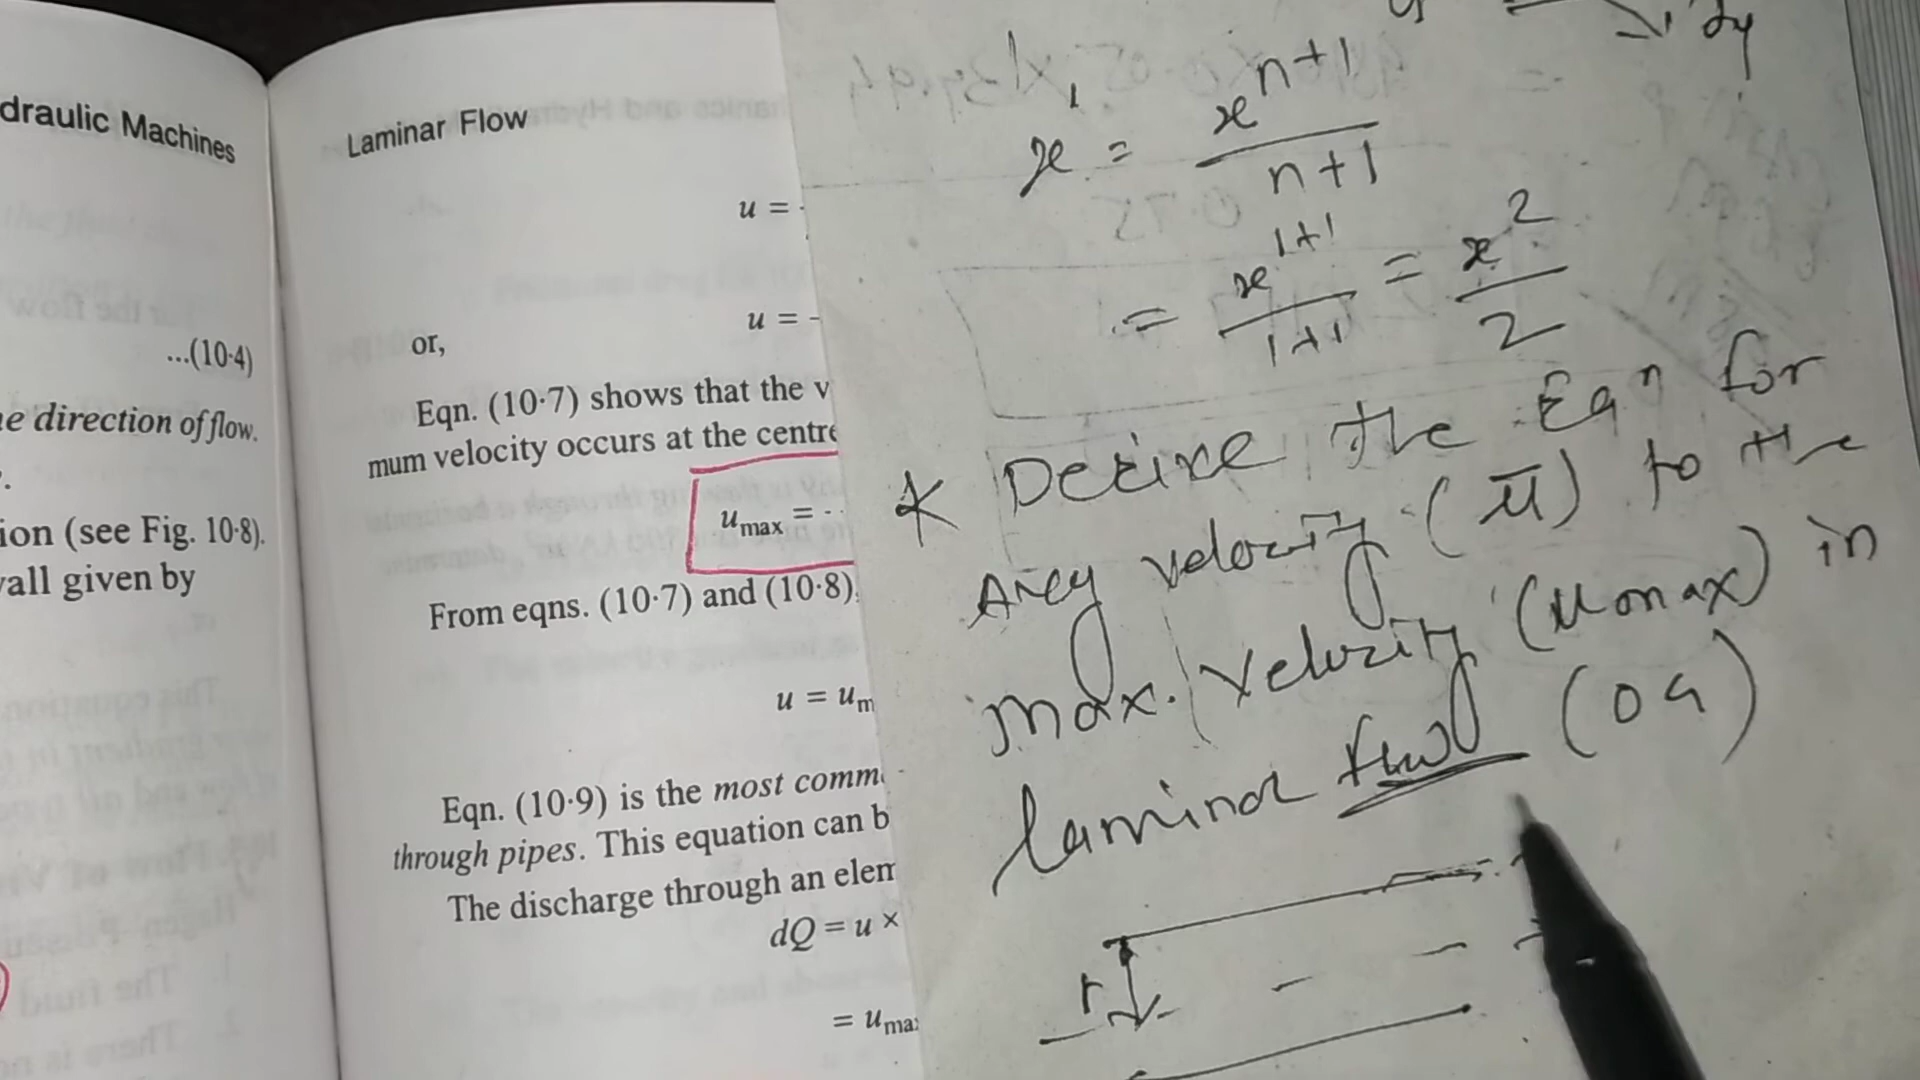 draulic Machines
...(10·4)
e direction of flow.
ion (see Fig. 10·8).
all given by
Laminar Flow
u =
or,
u = -
Eqn. (10·7) shows that the v
mum velocity occurs at the centre
umax =
From eqns. (10·7) and (10·8),
u = um
Eqn. (10·9) is the most comm
through pipes. This equation can b
The discharge through an elem
dQ = u ×
= uma
dy
x^1 = x^(n+1) / (n+1)
= x^(1+1) / (1+1) = x^2 / 2
* Derive the Eqn for
velocity (ū) to the
max. velocity (umax) in
laminar flow (
r